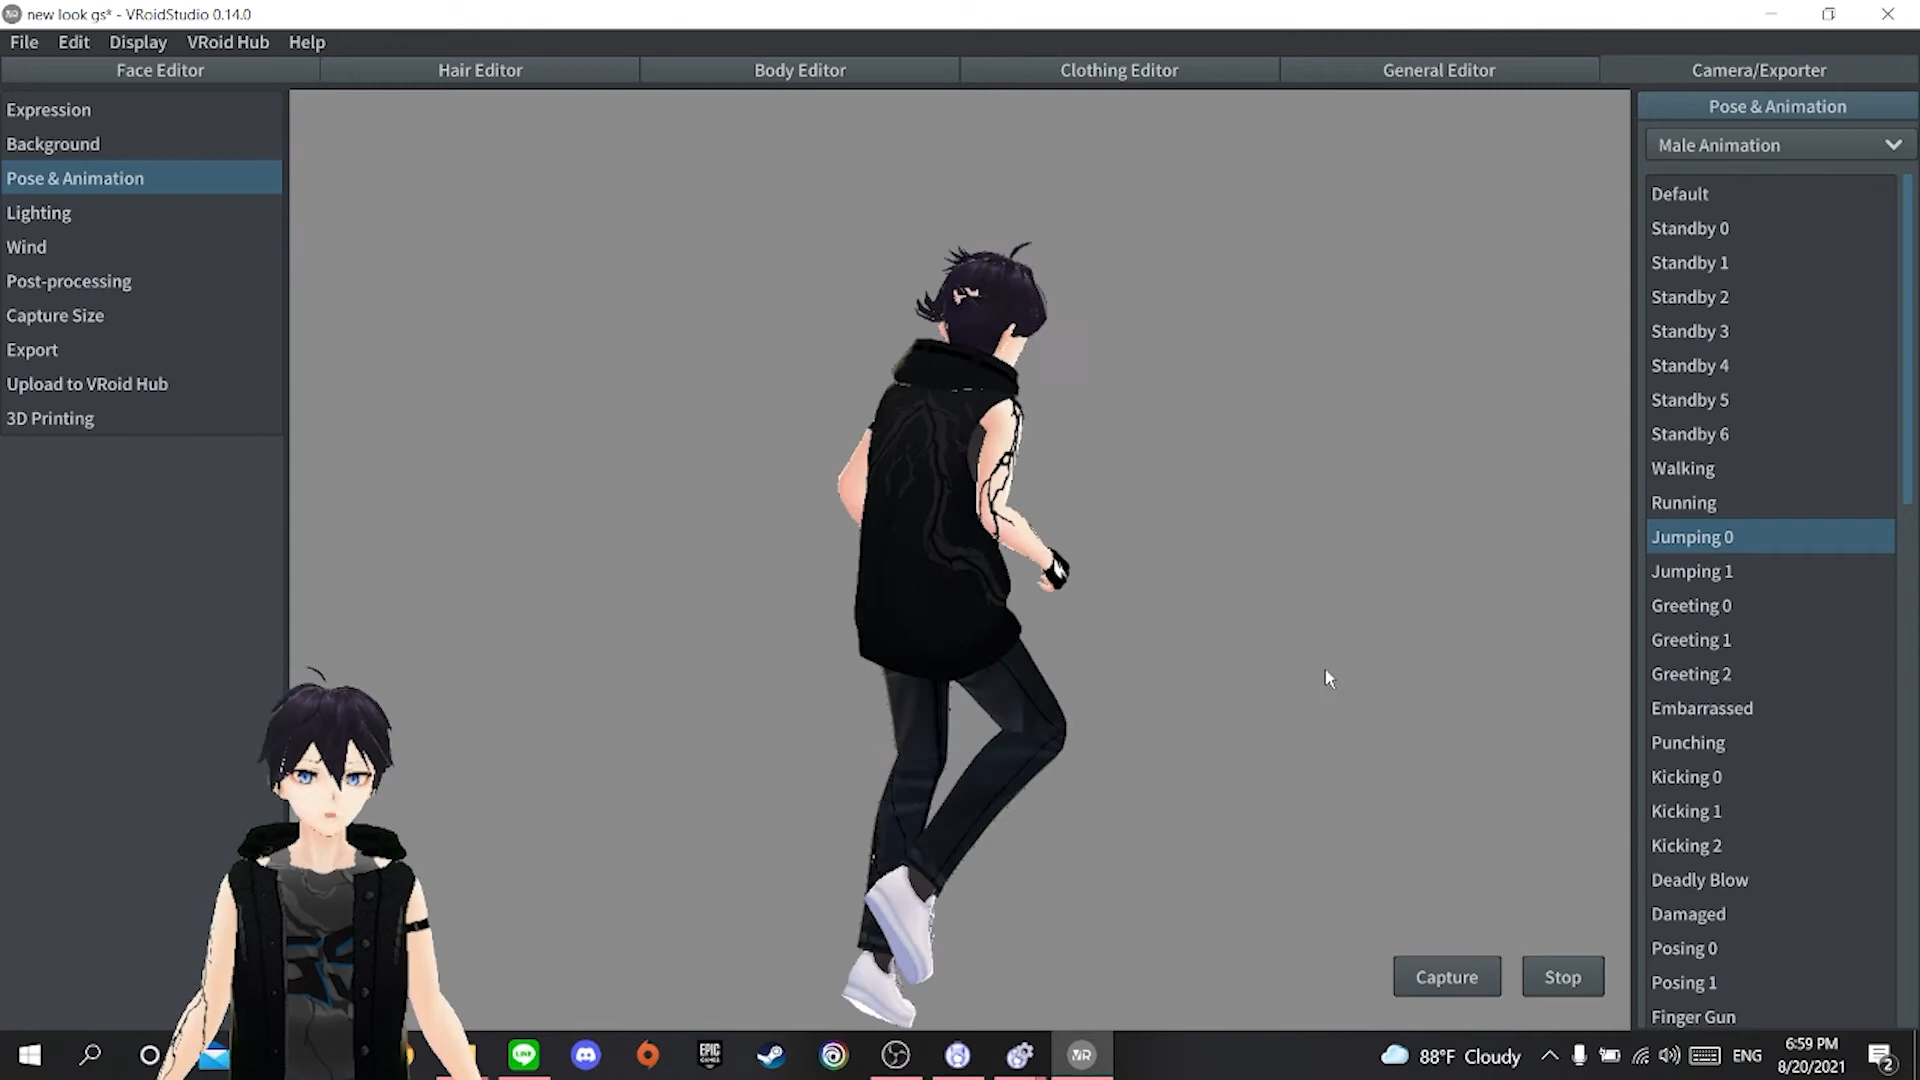 new look gs* - VRoidStudio 0.14.0
File Edit Display VRoid Hub Help
Face Editor Hair Editor Body Editor Clothing Editor General Editor Camera/Exporter
Expression
Background
Pose & Animation
Lighting
Wind
Post-processing
Capture Size
Export
Upload to VRoid Hub
3D Printing
Pose & Animation
Male Animation
Default
Standby 0
Standby 1
Standby 2
Standby 3
Standby 4
Standby 5
Standby 6
Walking
Running
Jumping 0
Jumping 1
Greeting 0
Greeting 1
Greeting 2
Embarrassed
Punching
Kicking 0
Kicking 1
Kicking 2
Deadly Blow
Damaged
Posing 0
Posing 1
Finger Gun
Capture Stop
LINE
EPIC
GAMES
VR
88°F Cloudy
ENG
6:59 PM
8/20/2021
2